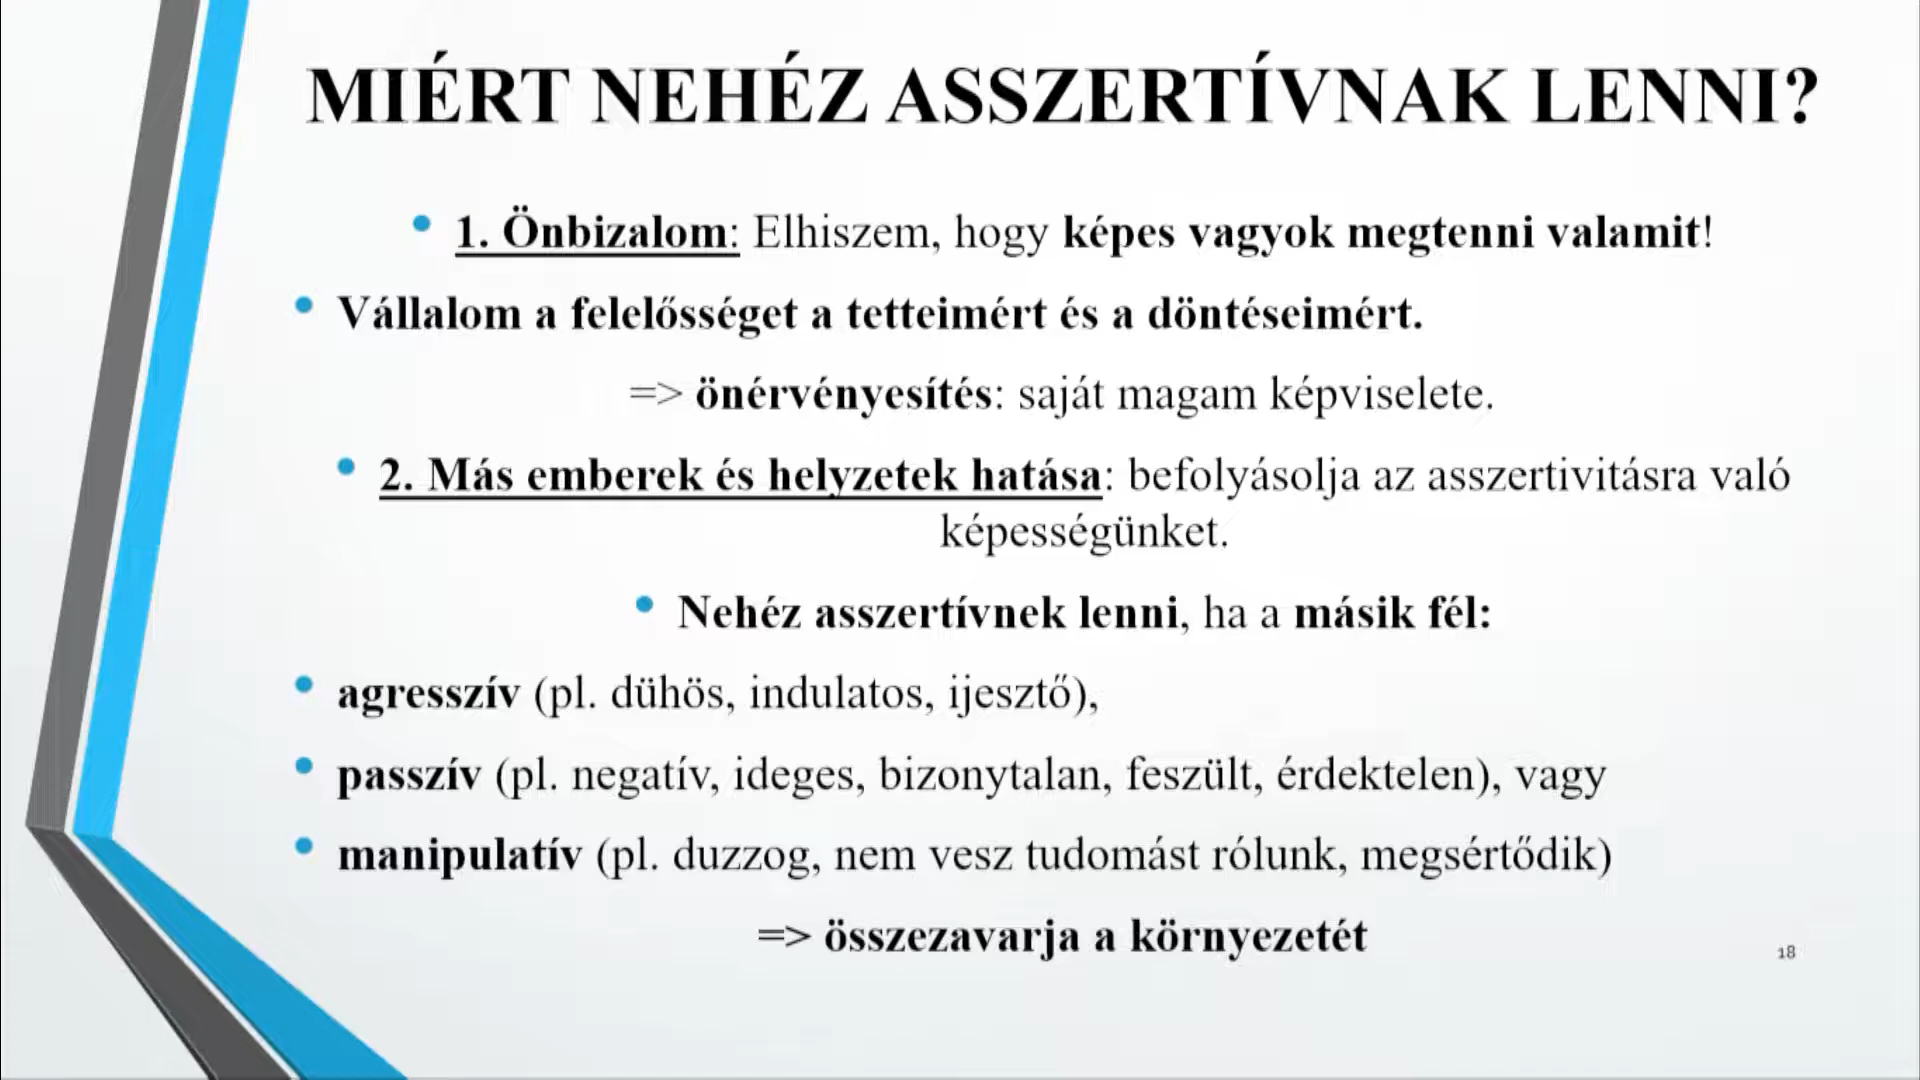 MIÉRT NEHÉZ ASSZERTÍVNAK LENNI?
• 1. Önbizalom: Elhiszem, hogy képes vagyok megtenni valamit!
• Vállalom a felelősséget a tetteimért és a döntéseimért.
=> önérvényesítés: saját magam képviselete.
• 2. Más emberek és helyzetek hatása: befolyásolja az asszertivitásra való
képességünket.
• Nehéz asszertívnek lenni, ha a másik fél:
• agresszív (pl. dühös, indulatos, ijesztő),
• passzív (pl. negatív, ideges, bizonytalan, feszült, érdektelen), vagy
• manipulatív (pl. duzzog, nem vesz tudomást rólunk, megsértődik)
=> összezavarja a környezetét
18